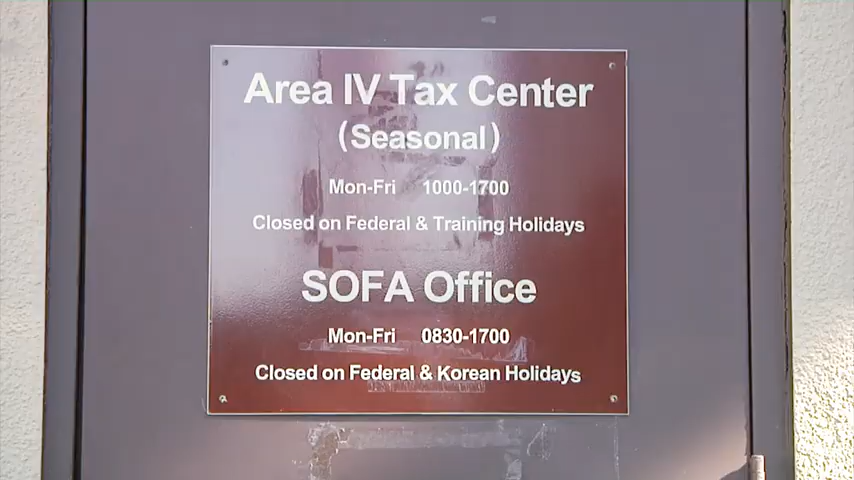 Area IV Tax Center
(Seasonal)
Mon-Fri 1000-1700
Closed on Federal & Training Holidays
SOFA Office
Mon-Fri 0830-1700
Closed on Federal & Korean Holidays